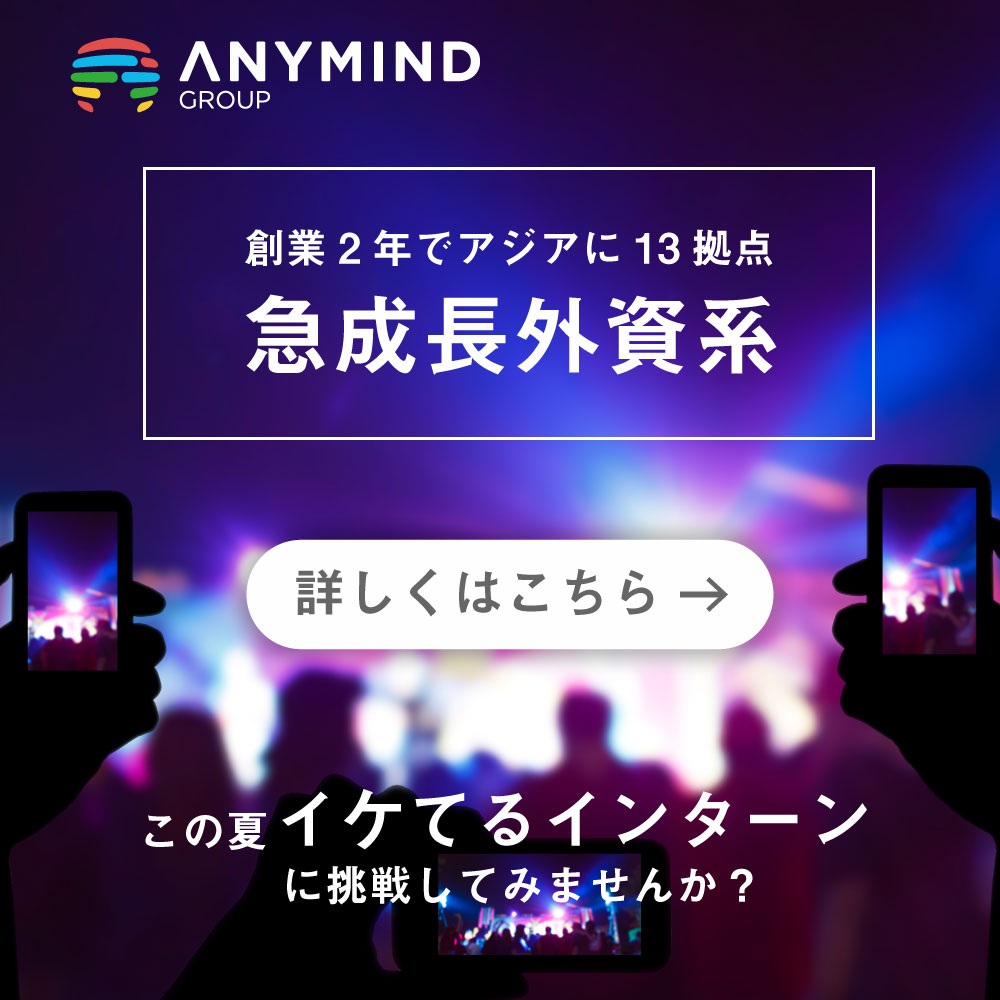 ANYMIND
GROUP
創業2年でアジアに13拠点
急成長外資系
詳しくはこちら→
この夏イケてるインターン
に挑戦してみませんか？